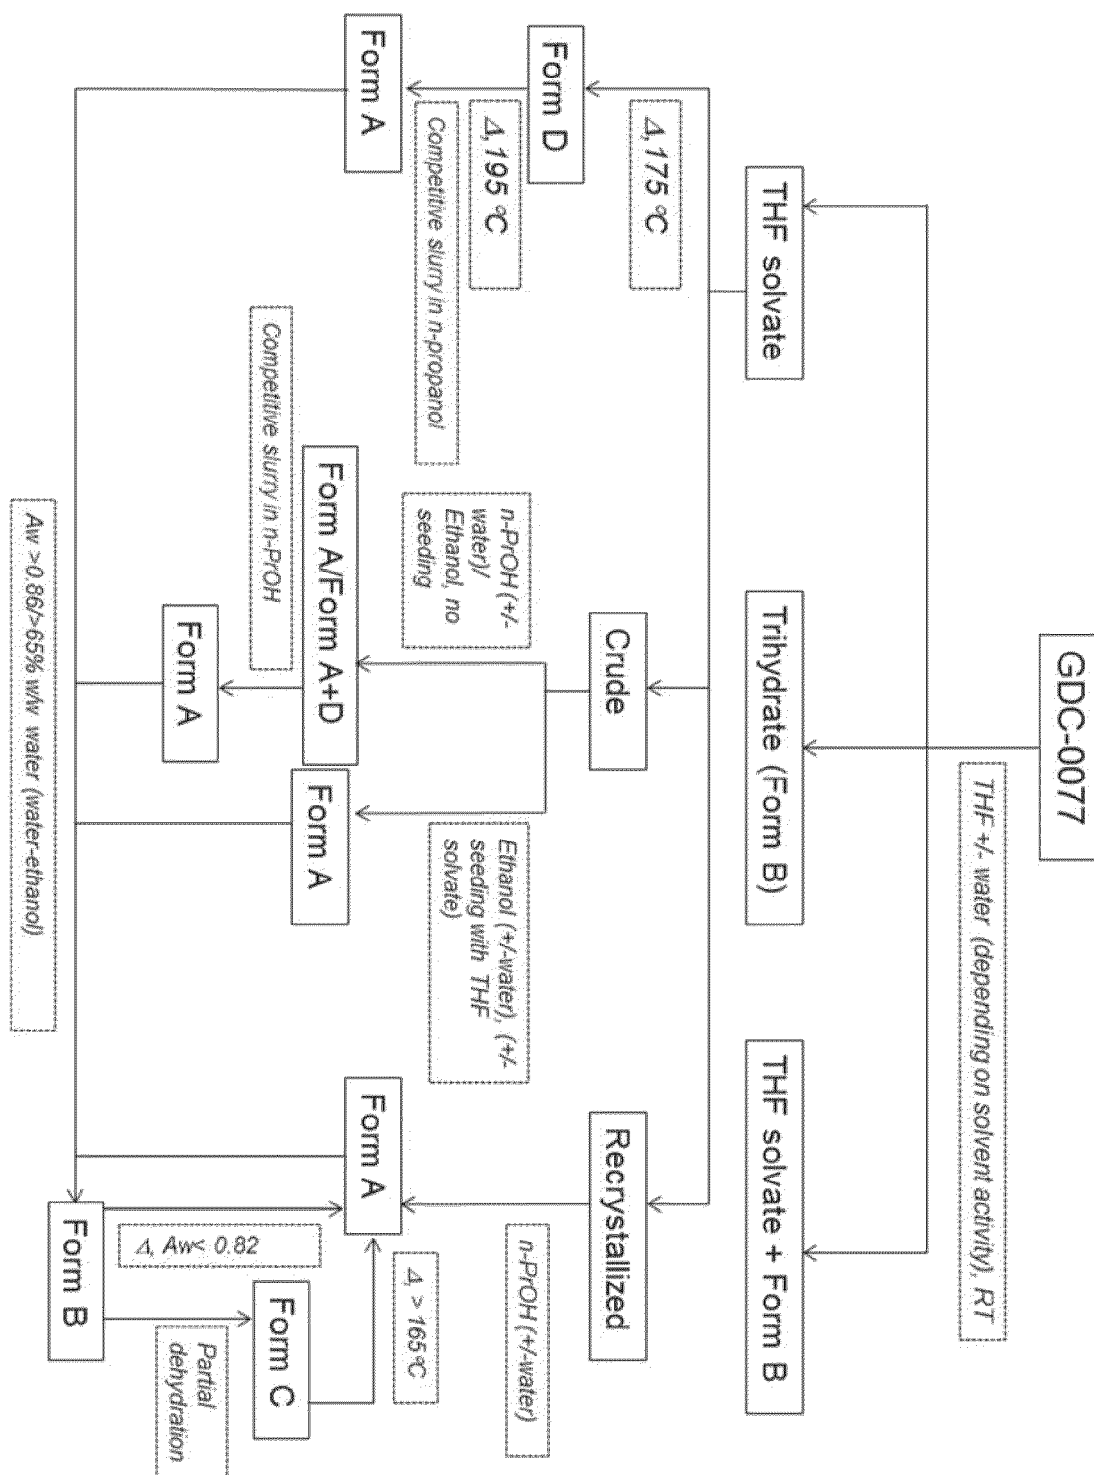 GDC-0077
THF +/- water (depending on solvent activity), RT
THF solvate
Trihydrate (Form B)
THF solvate + Form B
Δ,175 °C
Crude
Recrystallized
Form D
n-PrOH (+/-
water)/
Ethanol, no
seeding
Ethanol (+/-water), (+/-
seeding with THF
solvate)
n-PrOH (+/-water)
Δ,195 °C
Competitive slurry in n-propanol
Form A
Form A/Form A+D
Form A
Form A
Δ, > 165°C
Competitive slurry in n-PrOH
Form A
Form C
Δ, Aw< 0.82
Partial
dehydration
Form B
Aw >0.86/>65% w/w water (water-ethanol)